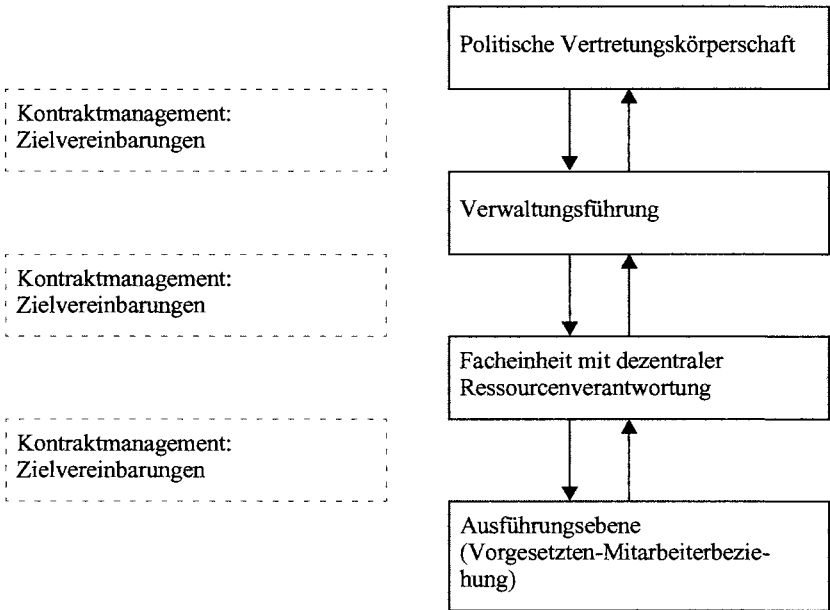 Politische Vertretungskörperschaft
Kontraktmanagement:
Zielvereinbarungen
Verwaltungsführung
Kontraktmanagement:
Zielvereinbarungen
Facheinheit mit dezentraler
Ressourcenverantwortung
Kontraktmanagement:
Zielvereinbarungen
Ausführungsebene
(Vorgesetzten-Mitarbeiterbezie-
hung)